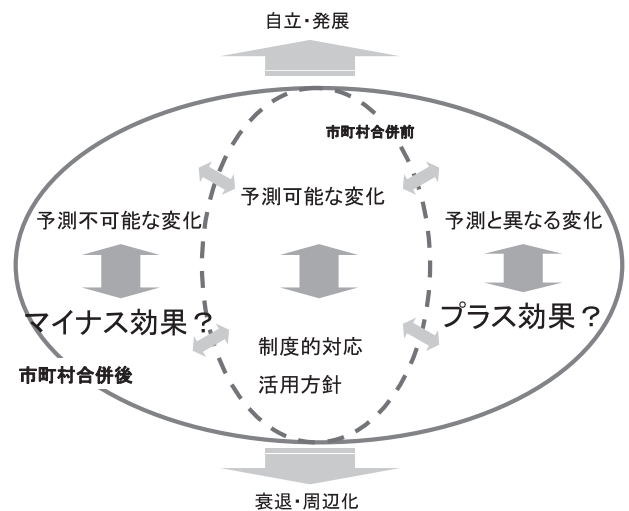 自立・発展
市町村合併前
予測可能な変化
予測不可能な変化
予測と異なる変化
マイナス効果？
プラス効果？
制度的対応
活用方針
市町村合併後
衰退・周辺化